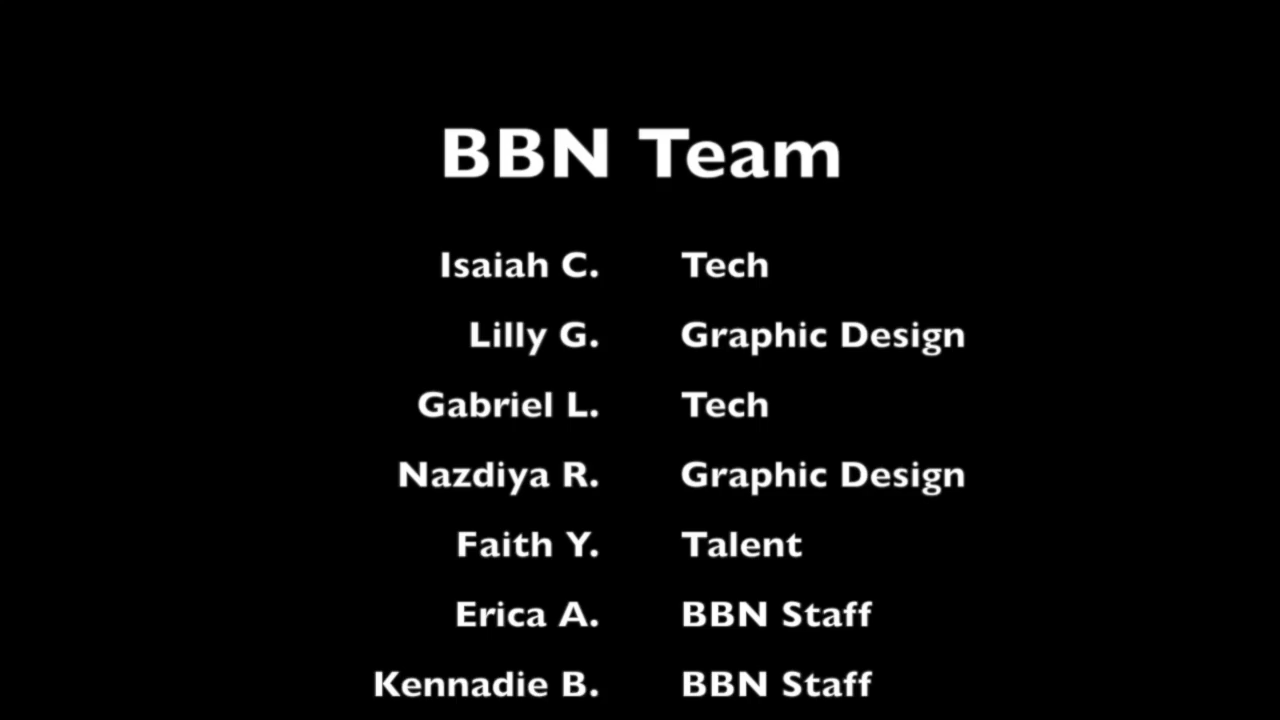 BBN Team
Isaiah C. Tech
Lilly G. Graphic Design
Gabriel L. Tech
Nazdiya R. Graphic Design
Faith Y. Talent
Erica A. BBN Staff
Kennadie B. BBN Staff